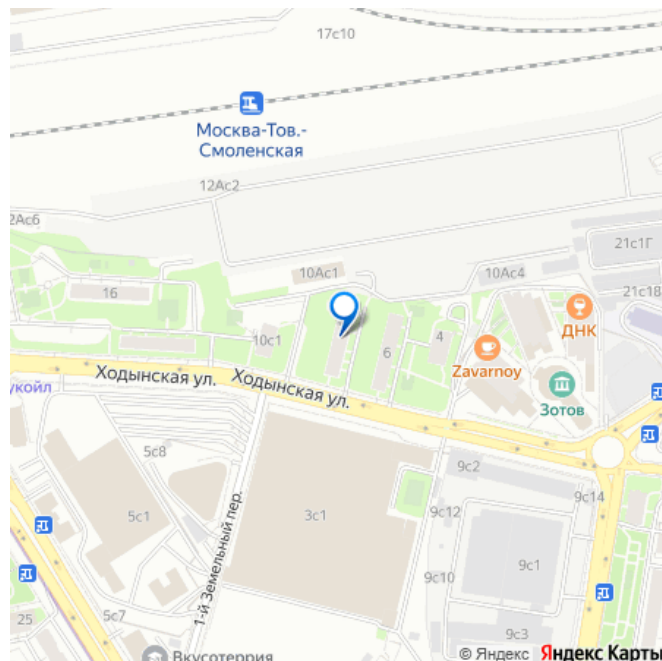 17с10
Москва-Тов.-
Смоленская
12Ас2
2Ас6
21с1Г
10Ас1
10Ас4
21с18
16
ДНК
10с1
6
4
Zavarnoy
Ходынская ул.
Ходынская ул.
укойл
Зотов
5с8
9с2
9с14
5с1
3с1
9с12
1-й Земельный пер.
9с1
9с10
5с7
25
9с3
Вкусотеррия
© Яндекс Яндекс Карты